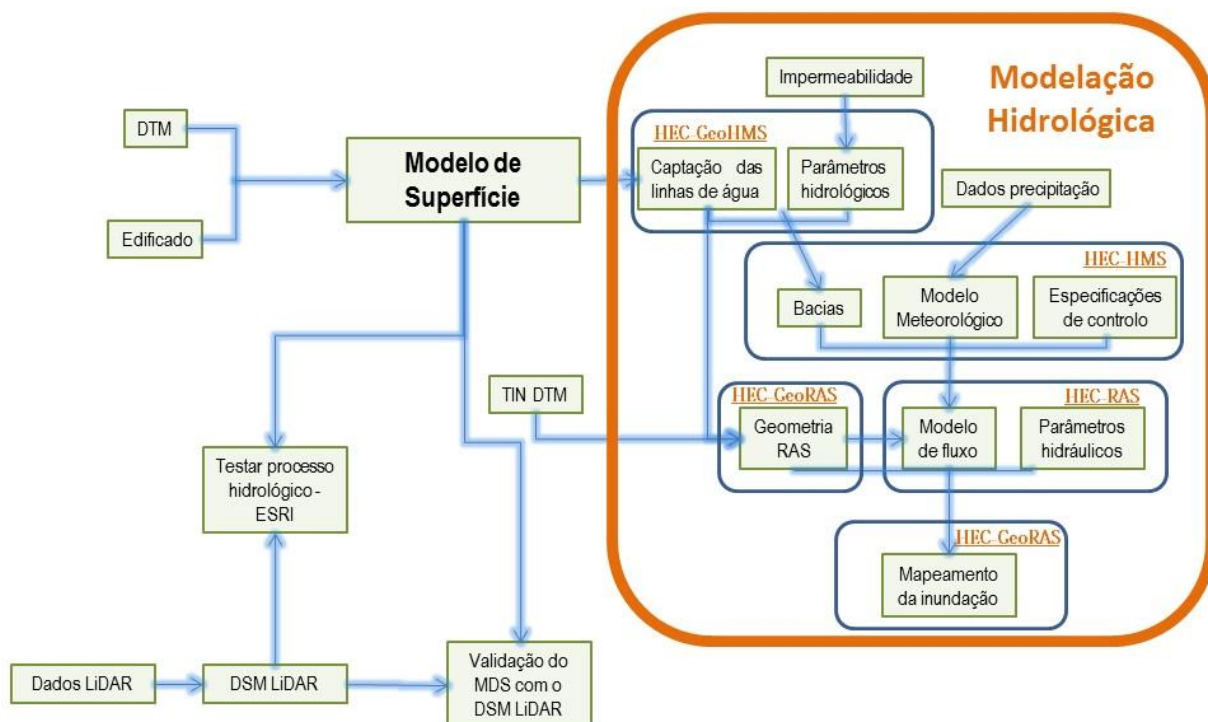 Modelação
Hidrológica
Impermeabilidade
DTM
HEC-GeoHMS
Modelo de
Superfície
Captação das
linhas de água
Parâmetros
hidrológicos
Dados precipitação
Edificado
HEC-HMS
Bacias
Modelo
Meteorológico
Especificações
de controlo
TIN DTM
HEC-GeoRAS
HEC-RAS
Geometria
RAS
Modelo
de fluxo
Parâmetros
hidráulicos
Testar processo
hidrológico -
ESRI
HEC-GeoRAS
Mapeamento
da inundação
Dados LiDAR
DSM LiDAR
Validação do
MDS com o
DSM LiDAR